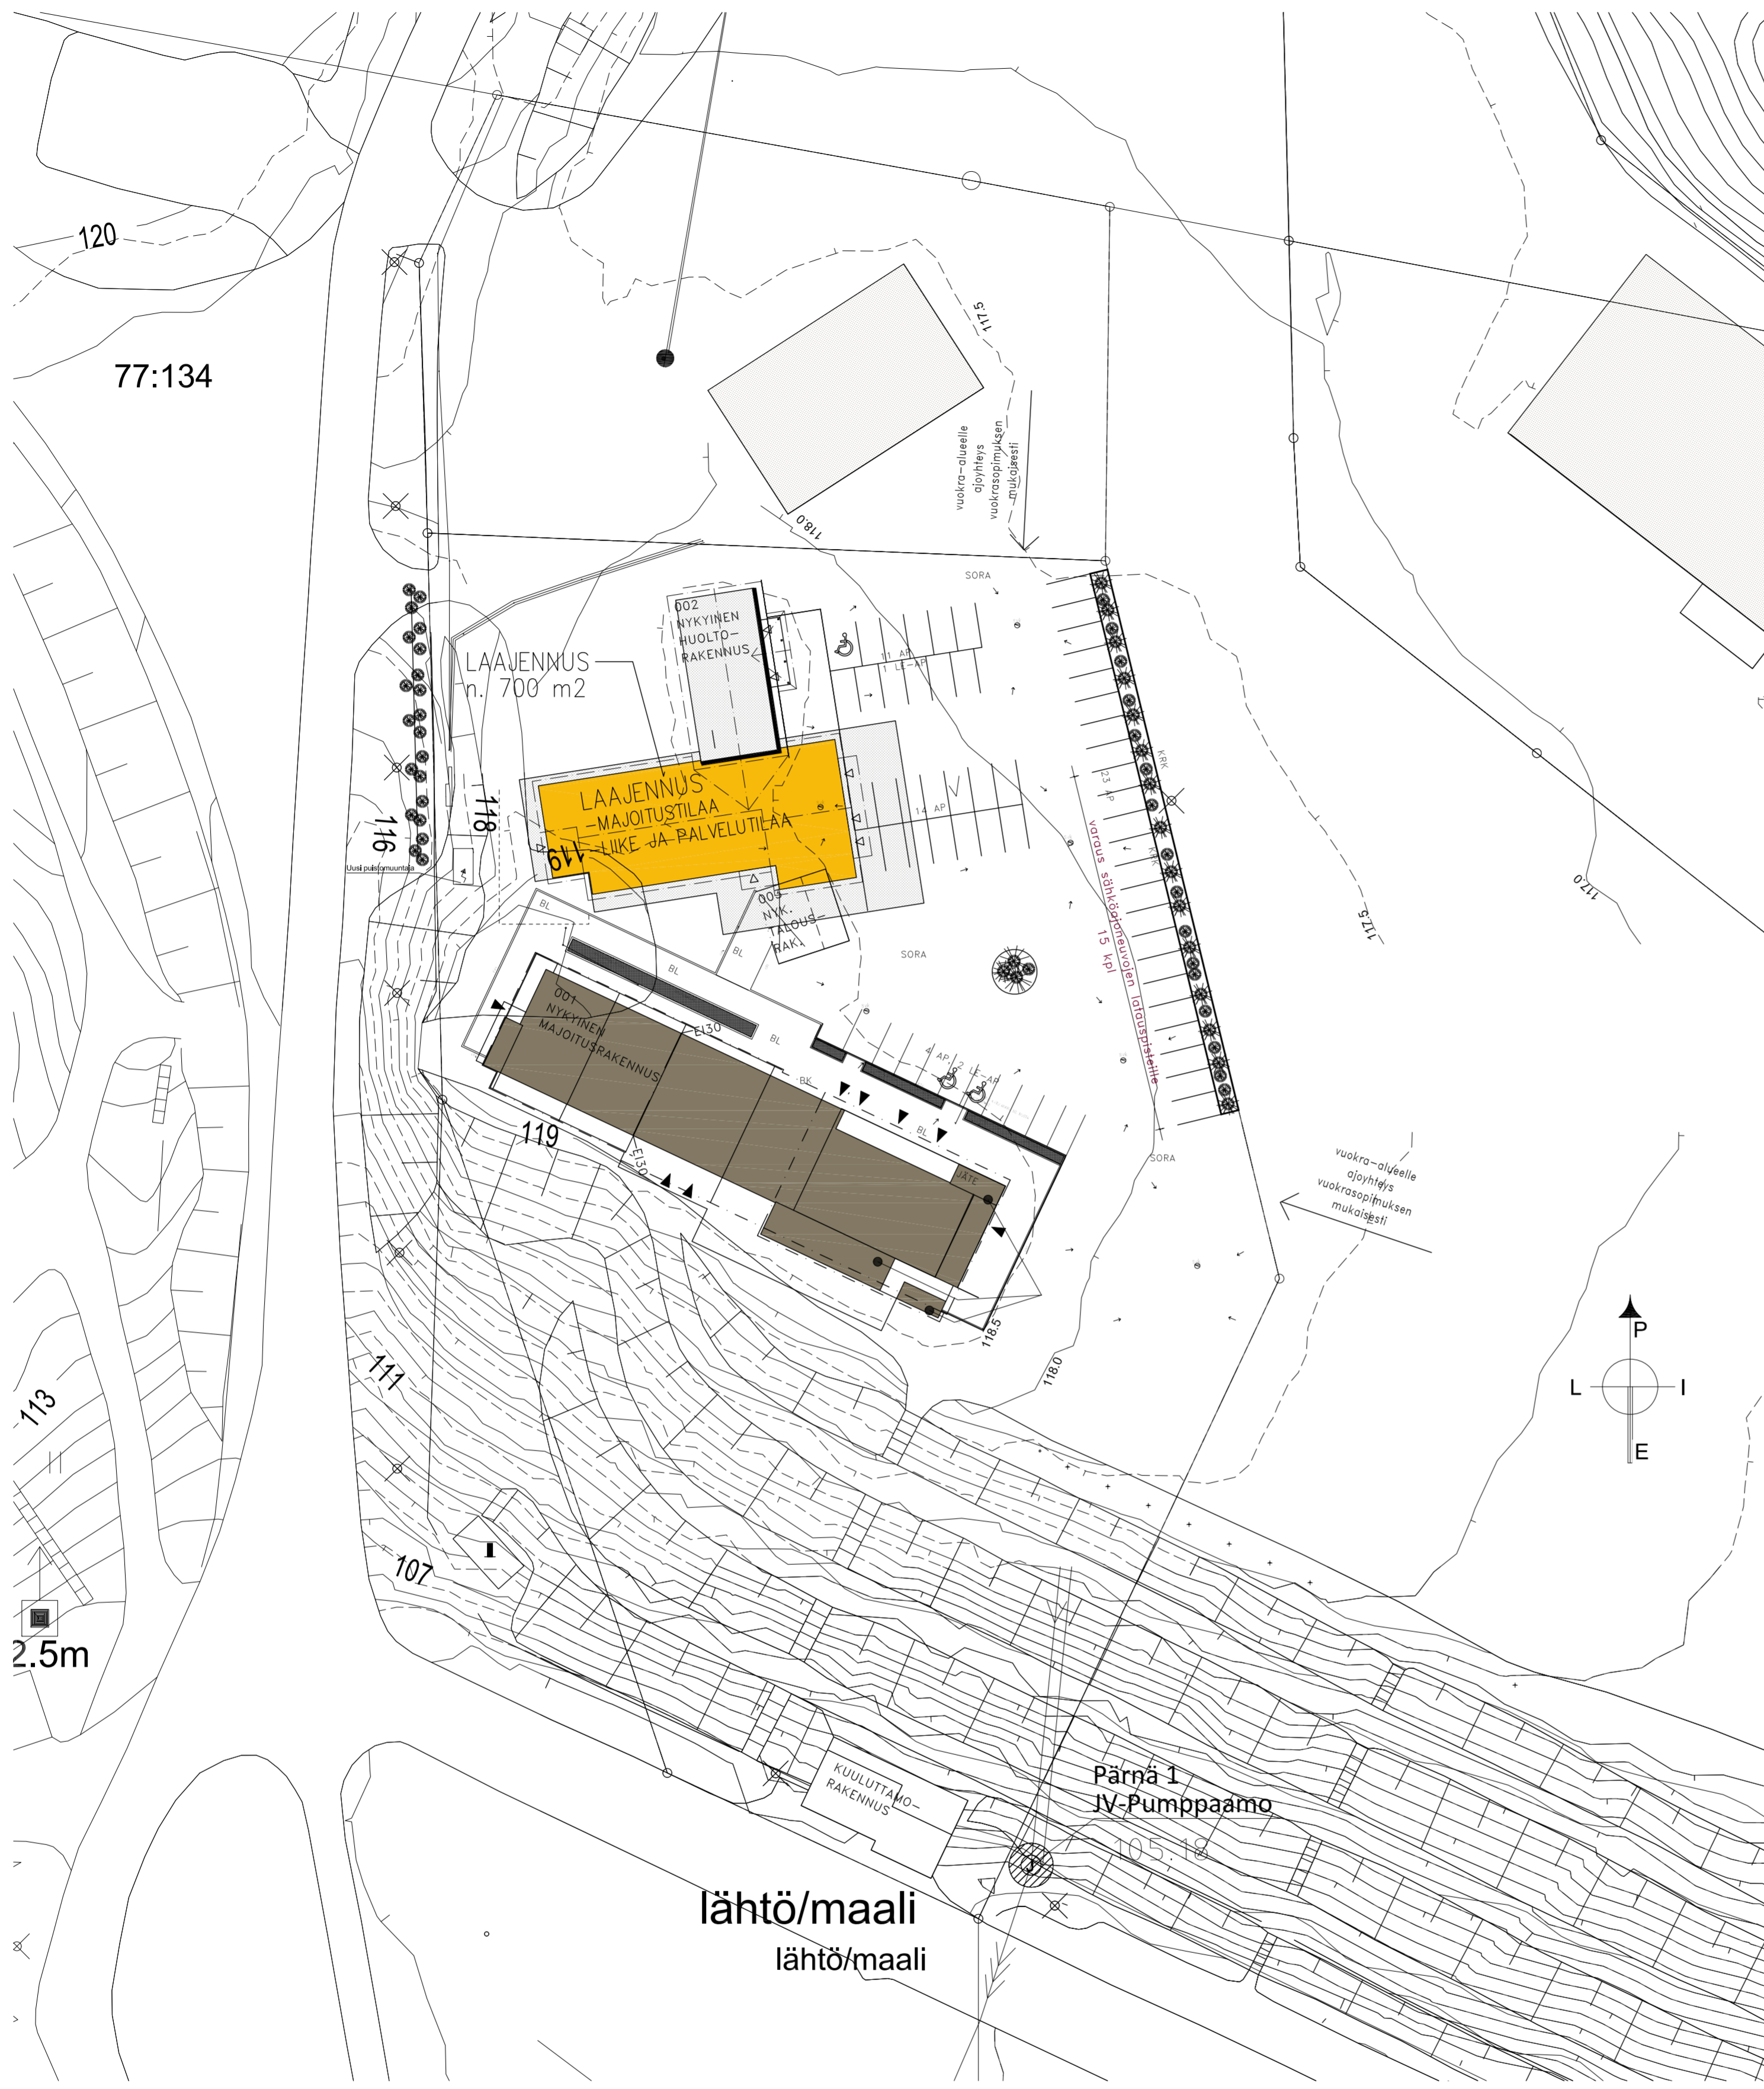 120
77:134
117.5
vuokra-alueelle
ajoyhteys
vuokrasopimuksen
mukaisesti
118.0
SORA
002
NYKYINEN
HUOLTO-
RAKENNUS
11 AP
1 LE-AP
LAAJENNUS
n. 700 m2
KRK
23 AP
LAAJENNUS
-MAJOITUSTILAA
-LIIKE JA PALVELUTILAA
119
14 AP
118
116
Uusi puistomuuntaja
varaus sähköajoneuvojen latauspisteille
15 kpl
KRK
117.0
117.5
BL
NYK.
TALOUS-
RAK.
BL
BL
SORA
001
NYKYINEN
MAJOITUSRAKENNUS
EI30
BL
BK
4 AP
2 LE-AP
BL
119
EI30
JÄTE
SORA
vuokra-alueelle
ajoyhteys
vuokrasopimuksen
mukaisesti
118.5
118.0
P
L
I
E
111
113
107
2.5m
KUULUTTAMO-
RAKENNUS
Pärnä 1
JV-Pumppaamo
105.18
J
lähtö/maali
lähtö/maali